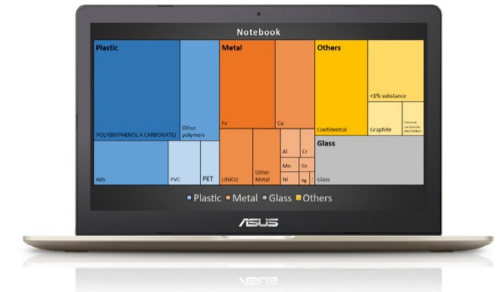 Notebook
Plastic
Metal
Others
POLY(BISPHENOL A CARBONATE)
Other
polymers
Fe
Cu
Confidential
<1% substance
Graphite
Glass
ABS
PVC
PET
UNS02
Other
Metal
Al
Cr
Mn
Sn
Ni
Ag
Glass
Plastic Metal Glass Others
ASUS